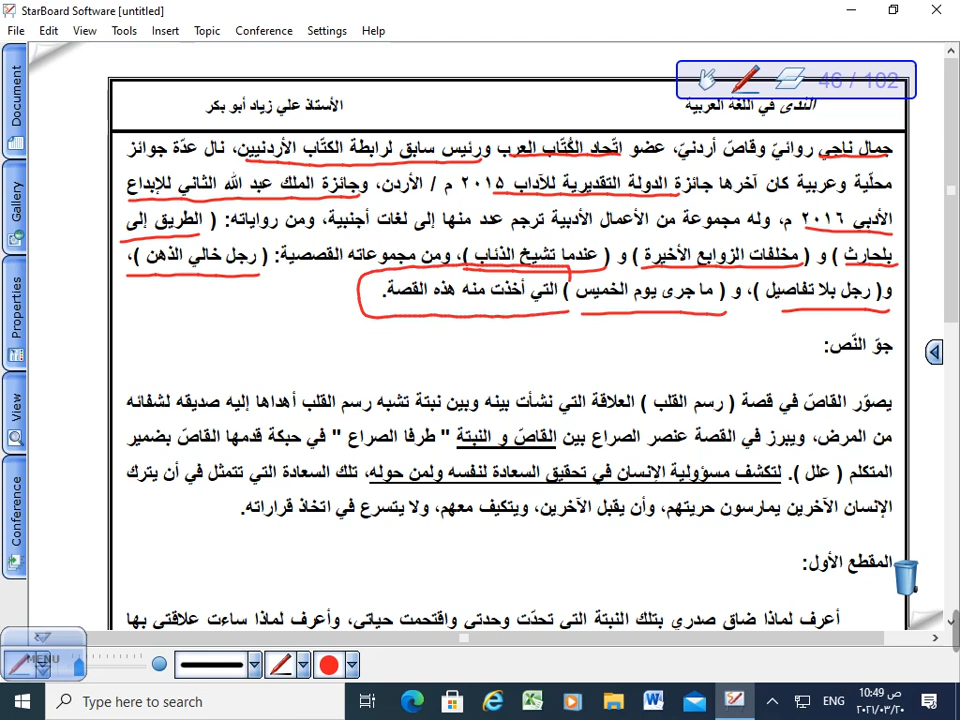 StarBoard Software [untitled]
File Edit View Tools Insert Topic Conference Settings Help
46 / 102
الندى في اللغة العربية الأستاذ علي زياد أبو بكر
جمال ناجي روائيّ وقاصّ أردنيّ، عضو اتّحاد الكُتّاب العرب ورئيس سابق لرابطة الكتّاب الأردنيين، نال عدّة جوائز
محلّية وعربية كان آخرها جائزة الدولة التقديرية للآداب ٢٠١٥ م / الأردن، وجائزة الملك عبد الله الثاني للإبداع
الأدبي ٢٠١٦ م، وله مجموعة من الأعمال الأدبية ترجم عدد منها إلى لغات أجنبية، ومن رواياته: ( الطريق إلى
بلحارث ) و ( مخلفات الزوابع الأخيرة ) و ( عندما تشيخ الذئاب )، ومن مجموعاته القصصية: ( رجل خالي الذهن )،
و( رجل بلا تفاصيل )، و ( ما جرى يوم الخميس ) التي أخذت منه هذه القصة.
جوّ النّص:
يصوّر القاصّ في قصة ( رسم القلب ) العلاقة التي نشأت بينه وبين نبتة تشبه رسم القلب أهداها إليه صديقه لشفائه
من المرض، ويبرز في القصة عنصر الصراع بين القاصّ و النبتة " طرفا الصراع " في حبكة قدمها القاصّ بضمير
المتكلم ( علل ). لتكشف مسؤولية الإنسان في تحقيق السعادة لنفسه ولمن حوله، تلك السعادة التي تتمثل في أن يترك
الإنسان الآخرين يمارسون حريتهم، وأن يقبل الآخرين، ويتكيف معهم، ولا يتسرع في اتخاذ قراراته.
المقطع الأول:
أعرف لماذا ضاق صدري بتلك النبتة التي تحدّت وحدتي واقتحمت حياتي، وأعرف لماذا ساءت علاقتي بها
Document
Gallery
Properties
View
Conference
MENU
Type here to search
ENG
10:49 ص
٢٠٢١/٠٣/٢٠